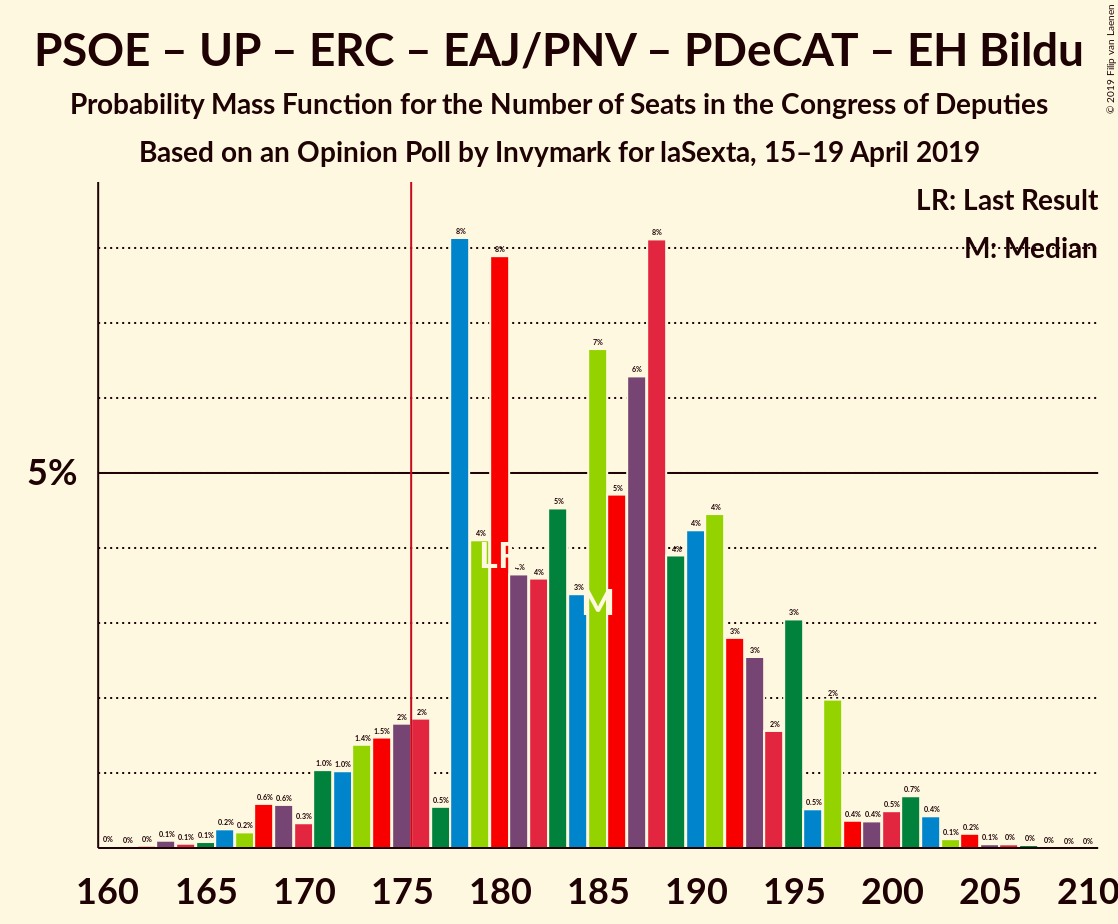 PSOE – UP – ERC – EAJ/PNV – PDeCAT – EH Bildu
Probability Mass Function for the Number of Seats in the Congress of Deputies
Based on an Opinion Poll by Invymark for laSexta, 15–19 April 2019
© 2019 Filip van Laenen
LR: Last Result
M: Median
5%
0% 0% 0% 0.1% 0.1% 0.1% 0.2% 0.2% 0.6% 0.6% 0.3% 1.0% 1.0% 1.4% 1.5% 2% 2% 0.5% 8% 4% 8% 4% 5% 3% 7% 5% 6% 8% 4% 4% 4% 3% 3% 2% 3% 0.5% 2% 0.4% 0.4% 0.5% 0.7% 0.4% 0.1% 0.2% 0.1% 0% 0% 0% 0% 0%
LR
M
160 165 170 175 180 185 190 195 200 205 210